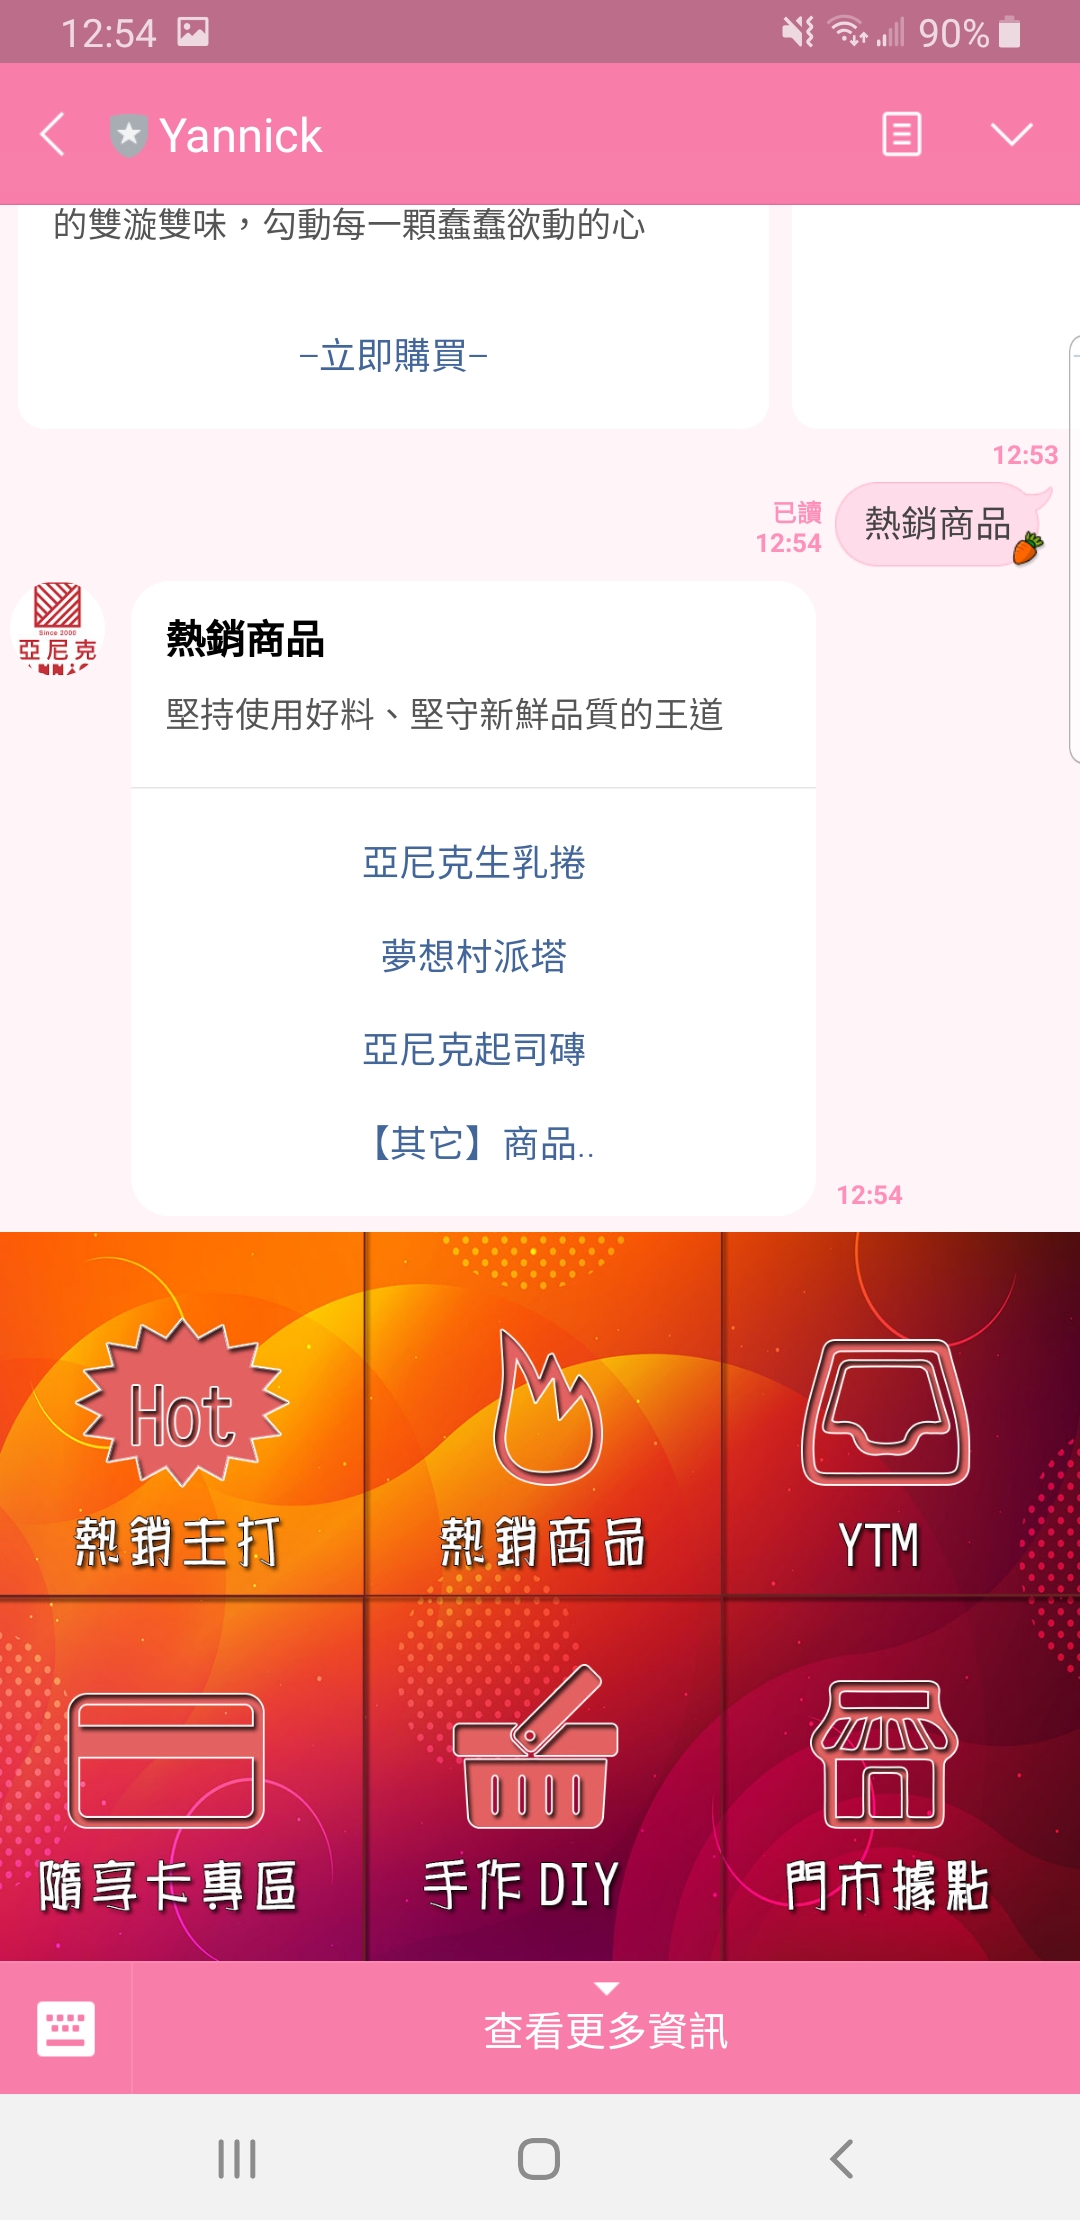 12:54
90%
Yannick
的雙漩雙味，勾動每一顆蠢蠢欲動的心
–立即購買–
12:53
已讀
12:54
熱銷商品
Since 2000
亞尼克
熱銷商品
堅持使用好料、堅守新鮮品質的王道
亞尼克生乳捲
夢想村派塔
亞尼克起司磚
【其它】商品..
12:54
Hot
熱銷主打
熱銷商品
YTM
隨享卡專區
手作DIY
門市據點
查看更多資訊